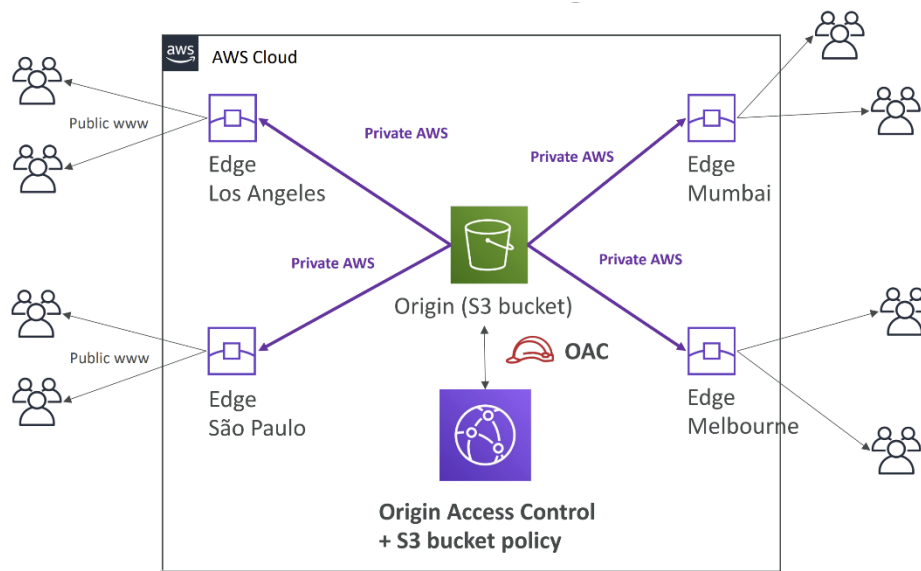 aws
AWS Cloud
Public www
Private AWS
Private AWS
Edge
Los Angeles
Edge
Mumbai
Private AWS
Private AWS
Origin (S3 bucket)
OAC
Public www
Edge
São Paulo
Edge
Melbourne
Origin Access Control
+ S3 bucket policy